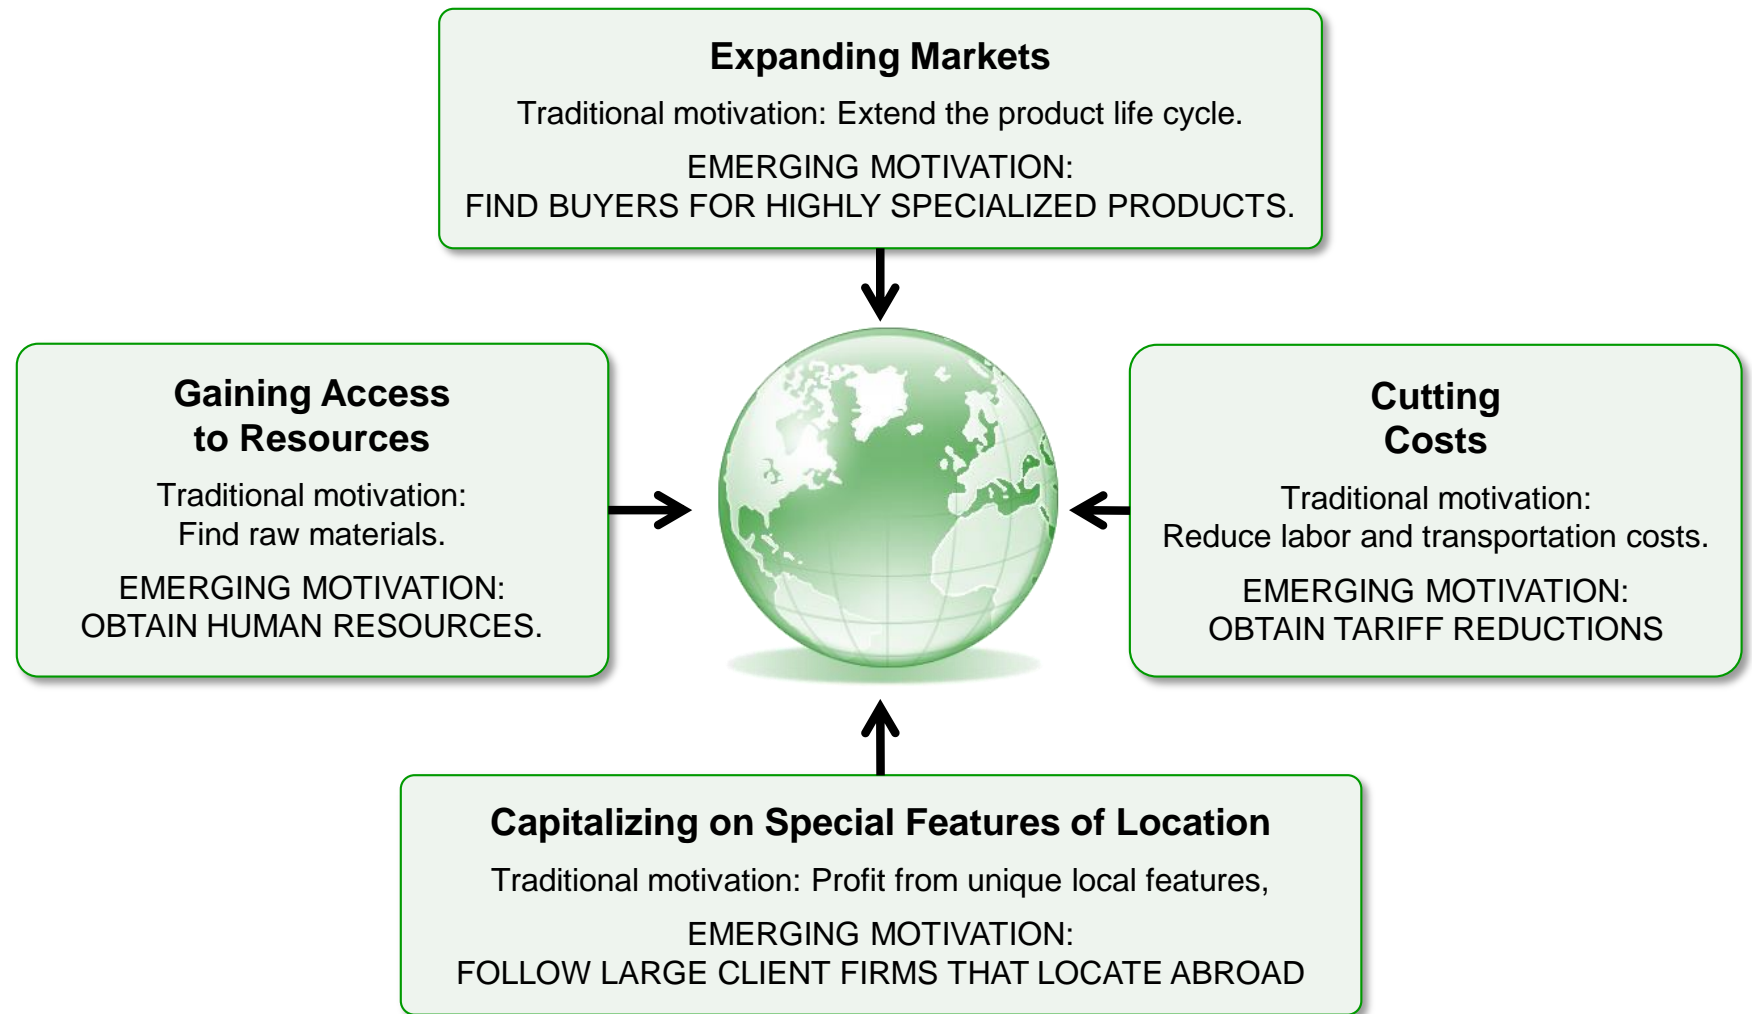 Expanding Markets
Traditional motivation: Extend the product life cycle.
EMERGING MOTIVATION:
FIND BUYERS FOR HIGHLY SPECIALIZED PRODUCTS.
Gaining Access
to Resources
Traditional motivation:
Find raw materials.
EMERGING MOTIVATION:
OBTAIN HUMAN RESOURCES.
Cutting
Costs
Traditional motivation:
Reduce labor and transportation costs.
EMERGING MOTIVATION:
OBTAIN TARIFF REDUCTIONS
Capitalizing on Special Features of Location
Traditional motivation: Profit from unique local features,
EMERGING MOTIVATION:
FOLLOW LARGE CLIENT FIRMS THAT LOCATE ABROAD